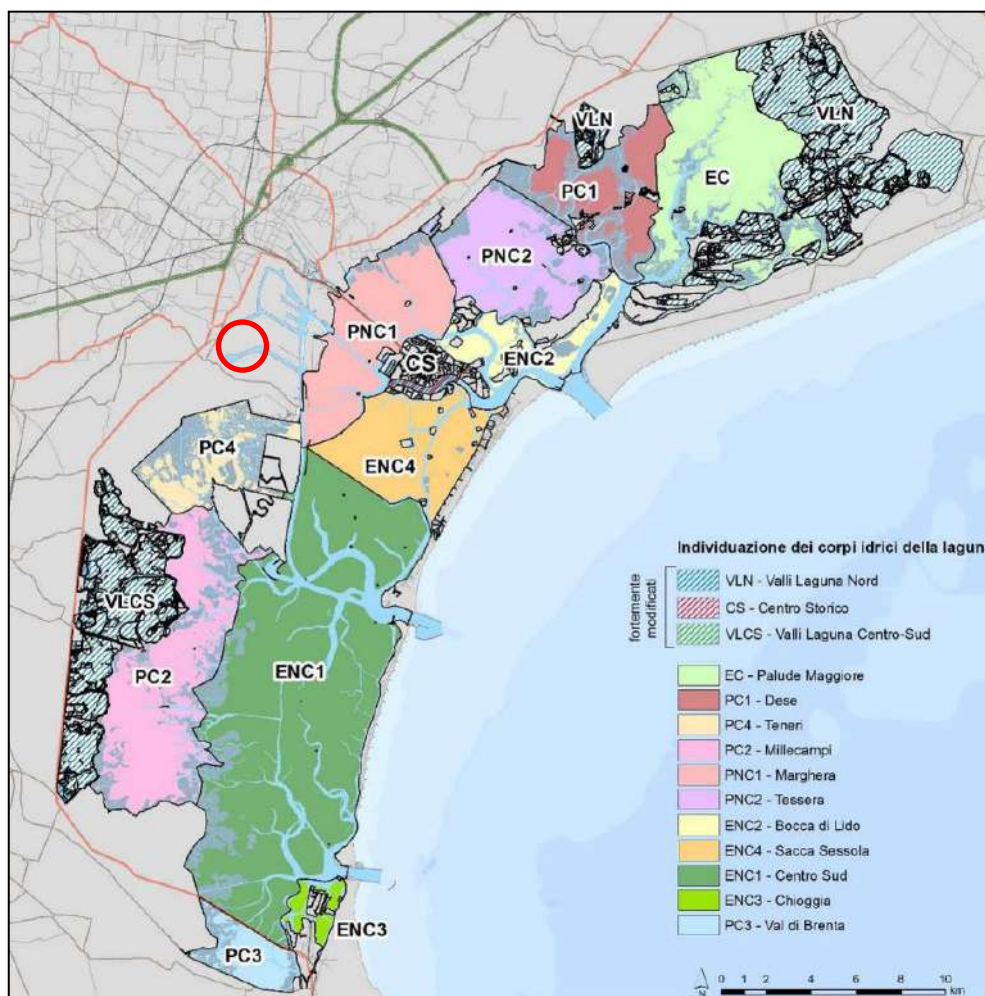 VLN
VLN
PC1
EC
PNC2
PNC1
CS
ENC2
PC4
ENC4
VLCS
PC2
ENC1
PC3
ENC3
Individuazione dei corpi idrici della lagun
fortemente
modificati
VLN - Valli Laguna Nord
CS - Centro Storico
VLCS - Valli Laguna Centro-Sud
EC - Palude Maggiore
PC1 - Dese
PC4 - Teneri
PC2 - Millecampi
PNC1 - Marghera
PNC2 - Tessera
ENC2 - Bocca di Lido
ENC4 - Sacca Sessola
ENC1 - Centro Sud
ENC3 - Chioggia
PC3 - Val di Brenta
N
0 1 2 4 6 8 10
km